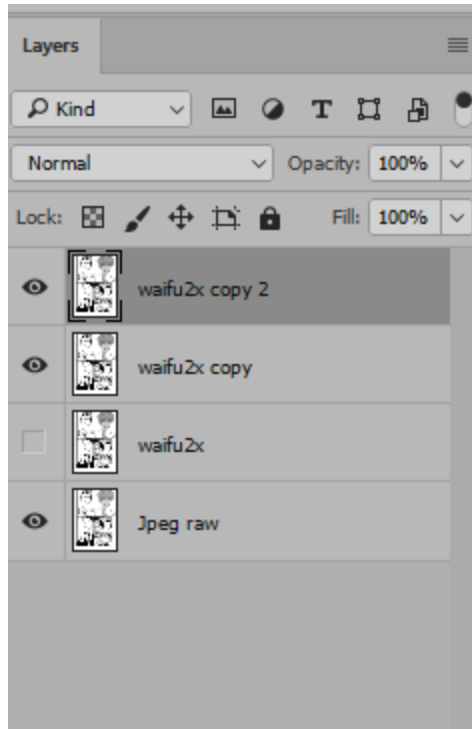 Layers
Kind
Normal Opacity: 100%
Lock: Fill: 100%
waifu2x copy 2
waifu2x copy
waifu2x
Jpeg raw